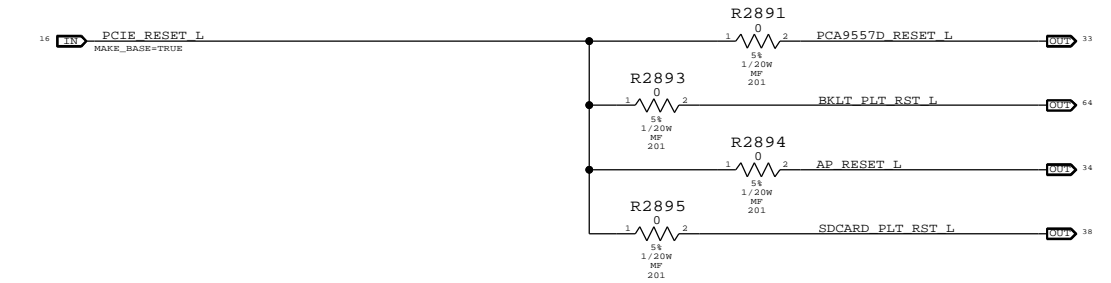 R2891
0
16 IN PCIE_RESET_L 1 2 PCA9557D_RESET_L OUT 33
MAKE_BASE=TRUE
5%
1/20W
MF
201
R2893
0
1 2 BKLT_PLT_RST_L OUT 64
5%
1/20W
MF
201
R2894
0
1 2 AP_RESET_L OUT 34
5%
1/20W
MF
201
R2895
0
1 2 SDCARD_PLT_RST_L OUT 38
5%
1/20W
MF
201